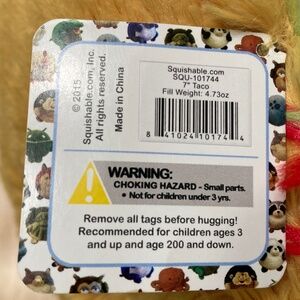 © 2015
Squishable.com, Inc.
All rights reserved.
Made in China
Squishable.com
SQU-101744
7" Taco
Fill Weight: 4.73oz
8 41024 10174 4
WARNING:
CHOKING HAZARD - Small parts.
• Not for children under 3 yrs.
Remove all tags before hugging!
Recommended for children ages 3
and up and age 200 and down.